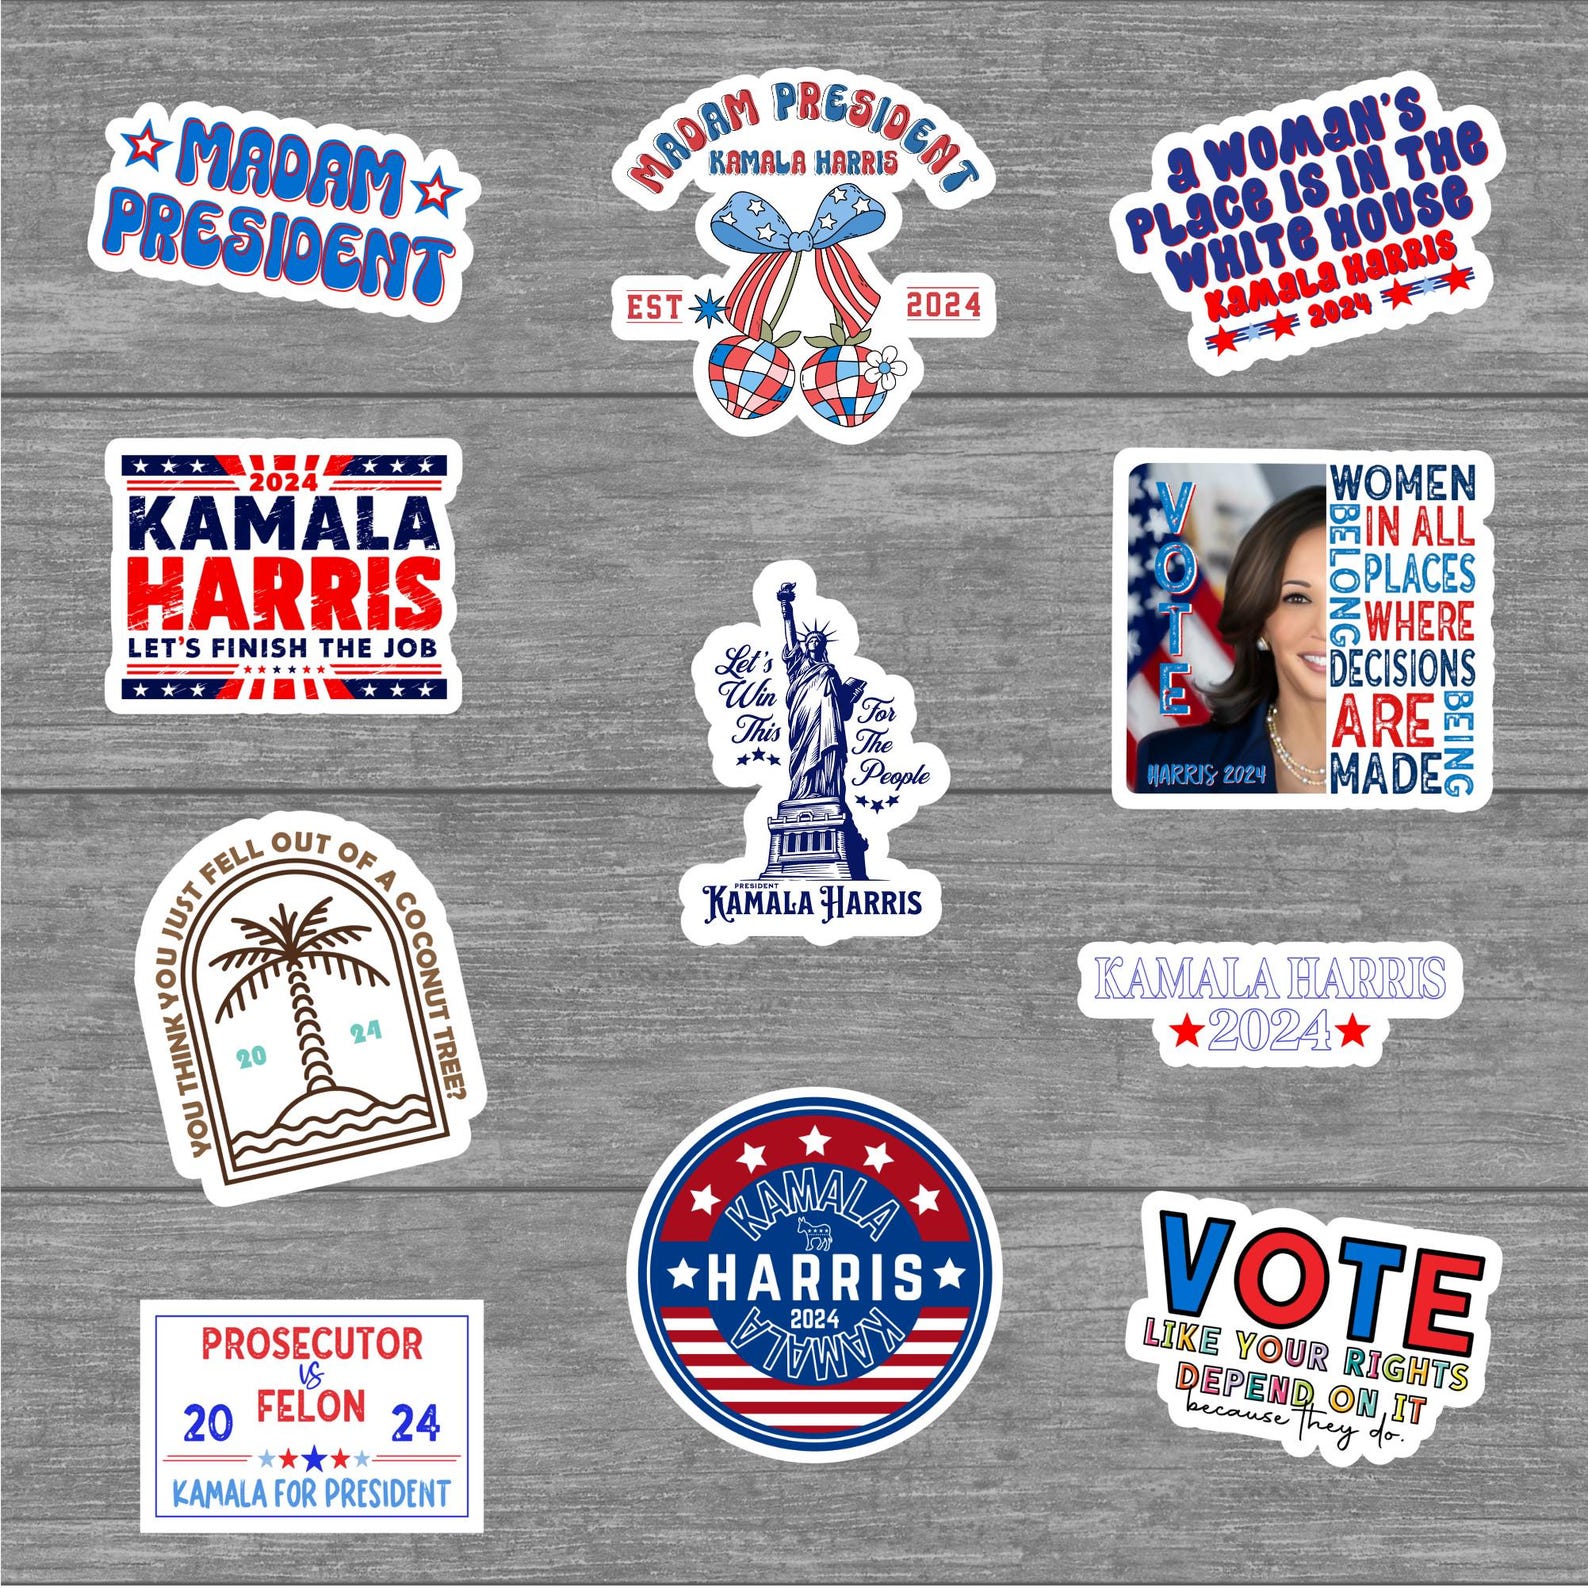 MADAM
PRESIDENT
MADAM PRESIDENT
KAMALA HARRIS
EST 2024
A WOMAN'S
PLACE IS IN THE
WHITE HOUSE
KAMALA HARRIS
2024
2024
KAMALA
HARRIS
LET'S FINISH THE JOB
Let's
Win
This
For
The
People
PRESIDENT
KAMALA HARRIS
VOTE
HARRIS 2024
WOMEN
BELONG
IN ALL
PLACES
WHERE
DECISIONS
ARE
BEING
MADE
YOU THINK YOU JUST FELL OUT OF A COCONUT TREE?
20 24
KAMALA HARRIS
2024
PROSECUTOR
vs
FELON
20 24
KAMALA FOR PRESIDENT
KAMALA
HARRIS
2024
KAMALA
VOTE
LIKE YOUR RIGHTS
DEPEND ON IT
because they do.